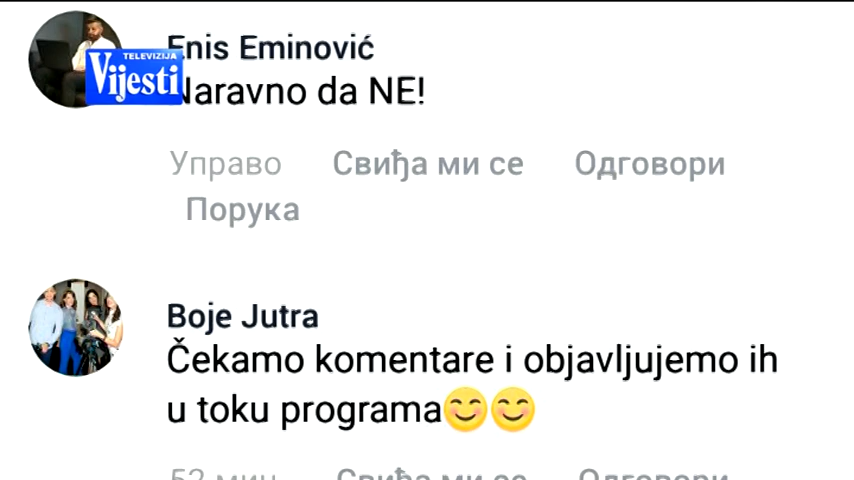 Enis Eminović
TELEVIZIJA
Vijesti
Naravno da NE!
Управо Свиђа ми се Одговори
Порука
Boje Jutra
Čekamo komentare i objavljujemo ih
u toku programa😊😊
52 мин Свиђа ми се Одговори